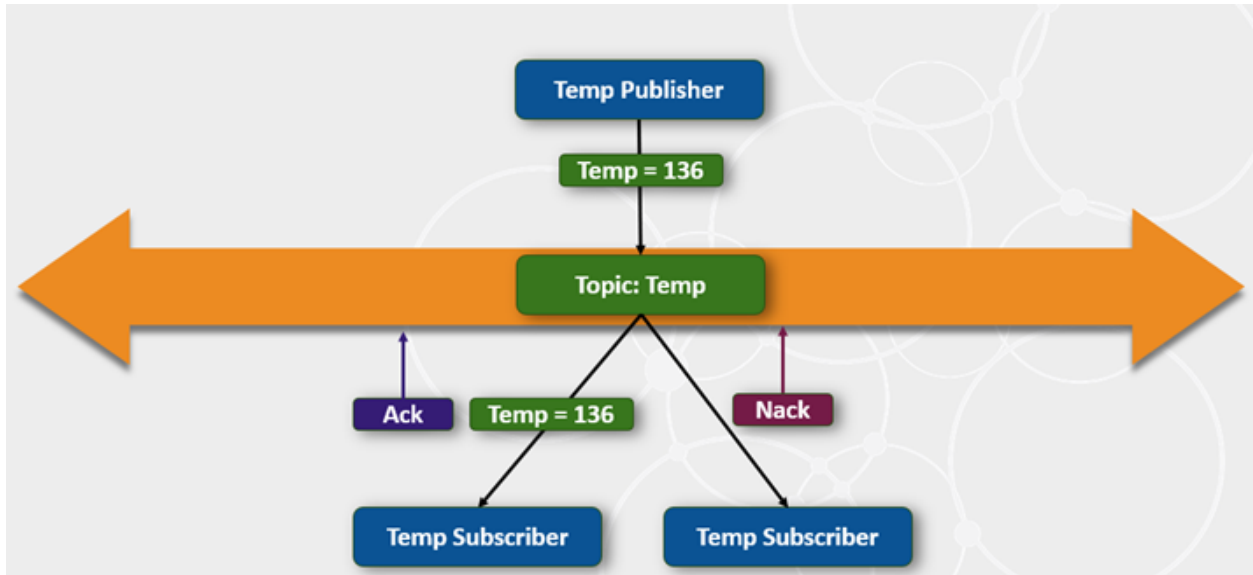 Temp Publisher
Temp = 136
Topic: Temp
Ack
Temp = 136
Nack
Temp Subscriber
Temp Subscriber